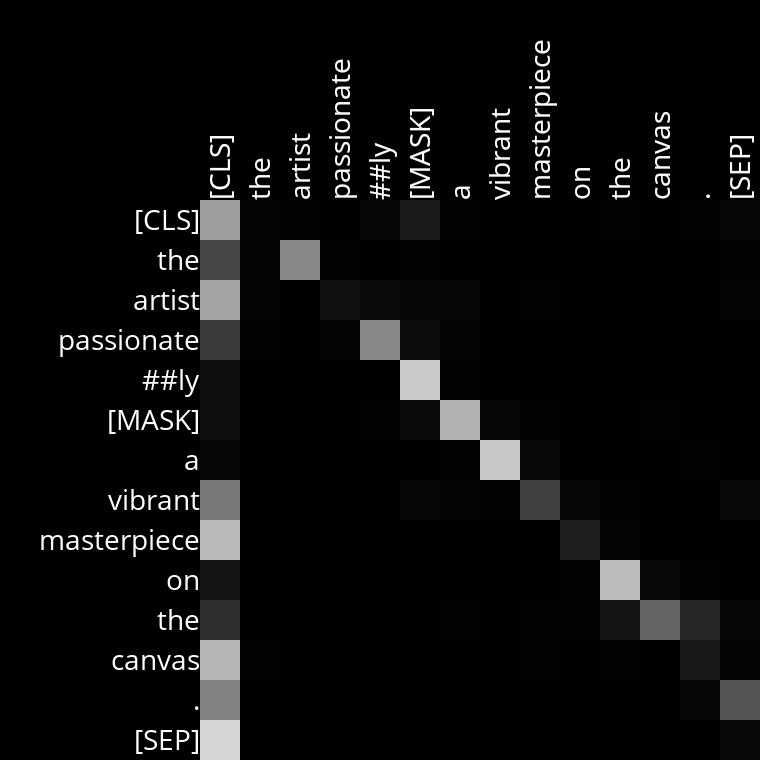 [CLS]
the
artist
passionate
##ly
[MASK]
a
vibrant
masterpiece
on
the
canvas
.
[SEP]
[CLS]
the
artist
passionate
##ly
[MASK]
a
vibrant
masterpiece
on
the
canvas
.
[SEP]